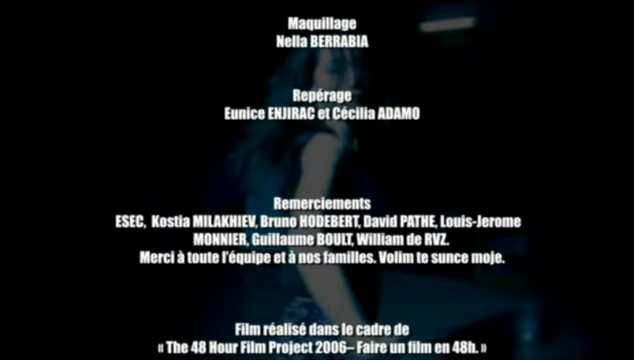 Maquillage
Nella BERRABIA
Repérage
Eunice ENJIRAC et Cécilia ADAMO
Remerciements
ESEC, Kostia MILAKHIEV, Bruno HODEBERT, David PATHE, Louis-Jerome
MONNIER, Guillaume BOULT, William de RVZ.
Merci à toute l'équipe et à nos familles. Volim te sunce moje.
Film réalisé dans le cadre de
« The 48 Hour Film Project 2006– Faire un film en 48h. »